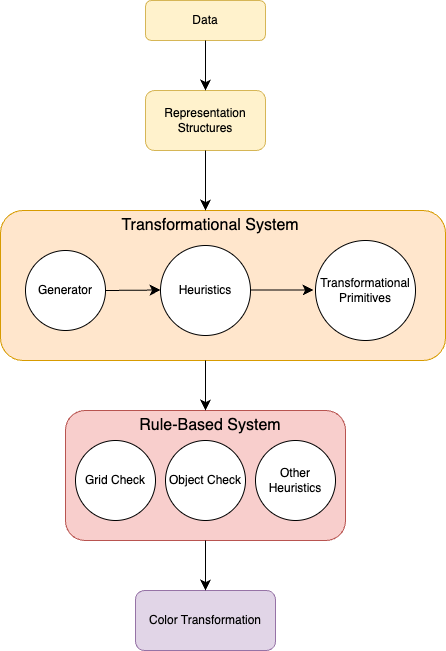 Data
Representation
Structures
Transformational System
Generator
Heuristics
Transformational
Primitives
Rule-Based System
Grid Check
Object Check
Other
Heuristics
Color Transformation